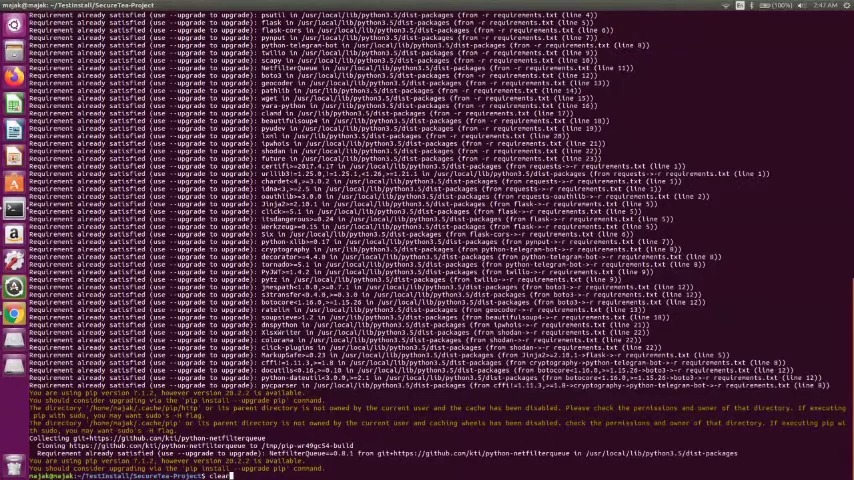 majak@majak: ~/TestInstall/SecureTea-Project
(100%)
2:47 AM
Requirement already satisfied (use --upgrade to upgrade): psutil in /usr/local/lib/python3.5/dist-packages (from -r requirements.txt (line 4))
Requirement already satisfied (use --upgrade to upgrade): flask in /usr/local/lib/python3.5/dist-packages (from -r requirements.txt (line 5))
Requirement already satisfied (use --upgrade to upgrade): flask-cors in /usr/local/lib/python3.5/dist-packages (from -r requirements.txt (line 6))
Requirement already satisfied (use --upgrade to upgrade): pynput in /usr/local/lib/python3.5/dist-packages (from -r requirements.txt (line 7))
Requirement already satisfied (use --upgrade to upgrade): python-telegram-bot in /usr/local/lib/python3.5/dist-packages (from -r requirements.txt (line 8))
Requirement already satisfied (use --upgrade to upgrade): twilio in /usr/local/lib/python3.5/dist-packages (from -r requirements.txt (line 9))
Requirement already satisfied (use --upgrade to upgrade): scapy in /usr/local/lib/python3.5/dist-packages (from -r requirements.txt (line 10))
Requirement already satisfied (use --upgrade to upgrade): NetfilterQueue in /usr/local/lib/python3.5/dist-packages (from -r requirements.txt (line 11))
Requirement already satisfied (use --upgrade to upgrade): boto3 in /usr/local/lib/python3.5/dist-packages (from -r requirements.txt (line 12))
Requirement already satisfied (use --upgrade to upgrade): geocoder in /usr/local/lib/python3.5/dist-packages (from -r requirements.txt (line 13))
Requirement already satisfied (use --upgrade to upgrade): pathlib in /usr/local/lib/python3.5/dist-packages (from -r requirements.txt (line 14))
Requirement already satisfied (use --upgrade to upgrade): wget in /usr/local/lib/python3.5/dist-packages (from -r requirements.txt (line 15))
Requirement already satisfied (use --upgrade to upgrade): yara-python in /usr/local/lib/python3.5/dist-packages (from -r requirements.txt (line 16))
Requirement already satisfied (use --upgrade to upgrade): clamd in /usr/local/lib/python3.5/dist-packages (from -r requirements.txt (line 17))
Requirement already satisfied (use --upgrade to upgrade): beautifulsoup4 in /usr/local/lib/python3.5/dist-packages (from -r requirements.txt (line 18))
Requirement already satisfied (use --upgrade to upgrade): pyudev in /usr/local/lib/python3.5/dist-packages (from -r requirements.txt (line 19))
Requirement already satisfied (use --upgrade to upgrade): lxml in /usr/local/lib/python3.5/dist-packages (from -r requirements.txt (line 20))
Requirement already satisfied (use --upgrade to upgrade): ipwhois in /usr/local/lib/python3.5/dist-packages (from -r requirements.txt (line 21))
Requirement already satisfied (use --upgrade to upgrade): shodan in /usr/local/lib/python3.5/dist-packages (from -r requirements.txt (line 22))
Requirement already satisfied (use --upgrade to upgrade): future in /usr/local/lib/python3.5/dist-packages (from -r requirements.txt (line 23))
Requirement already satisfied (use --upgrade to upgrade): certifi>=2017.4.17 in /usr/local/lib/python3.5/dist-packages (from requests->-r requirements.txt (line 1))
Requirement already satisfied (use --upgrade to upgrade): urllib3!=1.25.0,!=1.25.1,<1.26,>=1.21.1 in /usr/local/lib/python3.5/dist-packages (from requests->-r requirements.txt (line 1))
Requirement already satisfied (use --upgrade to upgrade): chardet<4,>=3.0.2 in /usr/local/lib/python3.5/dist-packages (from requests->-r requirements.txt (line 1))
Requirement already satisfied (use --upgrade to upgrade): idna<3,>=2.5 in /usr/local/lib/python3.5/dist-packages (from requests->-r requirements.txt (line 1))
Requirement already satisfied (use --upgrade to upgrade): oauthlib>=3.0.0 in /usr/local/lib/python3.5/dist-packages (from requests-oauthlib->-r requirements.txt (line 2))
Requirement already satisfied (use --upgrade to upgrade): Jinja2>=2.10.1 in /usr/local/lib/python3.5/dist-packages (from flask->-r requirements.txt (line 5))
Requirement already satisfied (use --upgrade to upgrade): click>=5.1 in /usr/local/lib/python3.5/dist-packages (from flask->-r requirements.txt (line 5))
Requirement already satisfied (use --upgrade to upgrade): itsdangerous>=0.24 in /usr/local/lib/python3.5/dist-packages (from flask->-r requirements.txt (line 5))
Requirement already satisfied (use --upgrade to upgrade): Werkzeug>=0.15 in /usr/local/lib/python3.5/dist-packages (from flask->-r requirements.txt (line 5))
Requirement already satisfied (use --upgrade to upgrade): Six in /usr/local/lib/python3.5/dist-packages (from flask-cors->-r requirements.txt (line 6))
Requirement already satisfied (use --upgrade to upgrade): python-xlib>=0.17 in /usr/local/lib/python3.5/dist-packages (from pynput->-r requirements.txt (line 7))
Requirement already satisfied (use --upgrade to upgrade): cryptography in /usr/local/lib/python3.5/dist-packages (from python-telegram-bot->-r requirements.txt (line 8))
Requirement already satisfied (use --upgrade to upgrade): decorator>=4.4.0 in /usr/local/lib/python3.5/dist-packages (from python-telegram-bot->-r requirements.txt (line 8))
Requirement already satisfied (use --upgrade to upgrade): tornado>=5.1 in /usr/local/lib/python3.5/dist-packages (from python-telegram-bot->-r requirements.txt (line 8))
Requirement already satisfied (use --upgrade to upgrade): PyJWT>=1.4.2 in /usr/local/lib/python3.5/dist-packages (from twilio->-r requirements.txt (line 9))
Requirement already satisfied (use --upgrade to upgrade): pytz in /usr/local/lib/python3.5/dist-packages (from twilio->-r requirements.txt (line 9))
Requirement already satisfied (use --upgrade to upgrade): jmespath<1.0.0,>=0.7.1 in /usr/local/lib/python3.5/dist-packages (from boto3->-r requirements.txt (line 12))
Requirement already satisfied (use --upgrade to upgrade): s3transfer<0.4.0,>=0.3.0 in /usr/local/lib/python3.5/dist-packages (from boto3->-r requirements.txt (line 12))
Requirement already satisfied (use --upgrade to upgrade): botocore<1.16.0,>=1.15.26 in /usr/local/lib/python3.5/dist-packages (from boto3->-r requirements.txt (line 12))
Requirement already satisfied (use --upgrade to upgrade): ratelim in /usr/local/lib/python3.5/dist-packages (from geocoder->-r requirements.txt (line 13))
Requirement already satisfied (use --upgrade to upgrade): soupsieve>1.2 in /usr/local/lib/python3.5/dist-packages (from beautifulsoup4->-r requirements.txt (line 18))
Requirement already satisfied (use --upgrade to upgrade): dnspython in /usr/local/lib/python3.5/dist-packages (from ipwhois->-r requirements.txt (line 21))
Requirement already satisfied (use --upgrade to upgrade): XlsxWriter in /usr/local/lib/python3.5/dist-packages (from shodan->-r requirements.txt (line 22))
Requirement already satisfied (use --upgrade to upgrade): colorama in /usr/local/lib/python3.5/dist-packages (from shodan->-r requirements.txt (line 22))
Requirement already satisfied (use --upgrade to upgrade): click-plugins in /usr/local/lib/python3.5/dist-packages (from shodan->-r requirements.txt (line 22))
Requirement already satisfied (use --upgrade to upgrade): MarkupSafe>=0.23 in /usr/local/lib/python3.5/dist-packages (from Jinja2>=2.10.1->flask->-r requirements.txt (line 5))
Requirement already satisfied (use --upgrade to upgrade): cffi!=1.11.3,>=1.8 in /usr/local/lib/python3.5/dist-packages (from cryptography->python-telegram-bot->-r requirements.txt (line 8))
Requirement already satisfied (use --upgrade to upgrade): docutils<0.16,>=0.10 in /usr/local/lib/python3.5/dist-packages (from botocore<1.16.0,>=1.15.26->boto3->-r requirements.txt (line 12))
Requirement already satisfied (use --upgrade to upgrade): python-dateutil<3.0.0,>=2.1 in /usr/local/lib/python3.5/dist-packages (from botocore<1.16.0,>=1.15.26->boto3->-r requirements.txt (line 12))
Requirement already satisfied (use --upgrade to upgrade): pycparser in /usr/local/lib/python3.5/dist-packages (from cffi!=1.11.3,>=1.8->cryptography->python-telegram-bot->-r requirements.txt (line 8))
You are using pip version 7.1.2, however version 20.2.2 is available.
You should consider upgrading via the 'pip install --upgrade pip' command.
The directory '/home/majak/.cache/pip/http' or its parent directory is not owned by the current user and the cache has been disabled. Please check the permissions and owner of that directory. If executing
pip with sudo, you may want sudo's -H flag.
The directory '/home/majak/.cache/pip' or its parent directory is not owned by the current user and caching wheels has been disabled. check the permissions and owner of that directory. If executing pip wi
th sudo, you may want sudo's -H flag.
Collecting git+https://github.com/kti/python-netfilterqueue
Cloning https://github.com/kti/python-netfilterqueue to /tmp/pip-wr49gc54-build
Requirement already satisfied (use --upgrade to upgrade): NetfilterQueue==0.8.1 from git+https://github.com/kti/python-netfilterqueue in /usr/local/lib/python3.5/dist-packages
You are using pip version 7.1.2, however version 20.2.2 is available.
You should consider upgrading via the 'pip install --upgrade pip' command.
majak@majak:~/TestInstall/SecureTea-Project$ clear